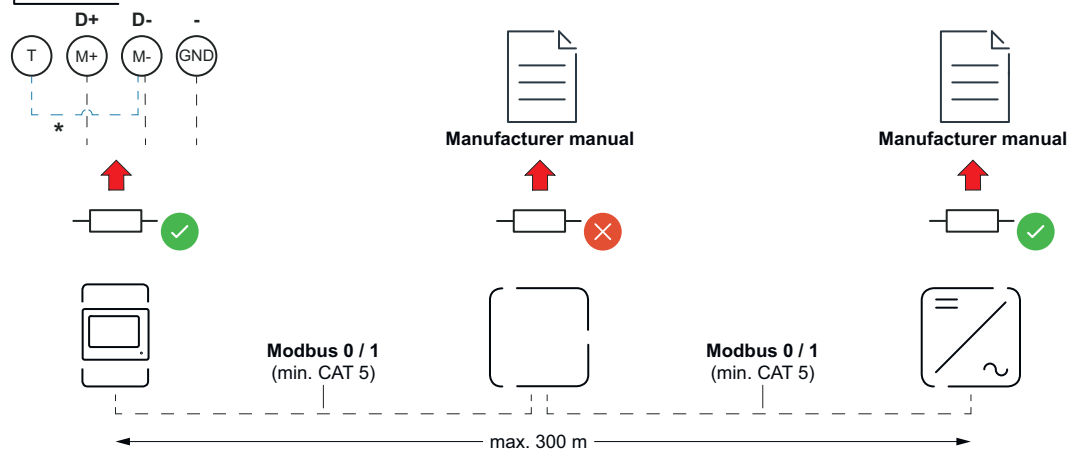 D+ D- -
T M+ M- GND
*
Manufacturer manual Manufacturer manual
Modbus 0 / 1 Modbus 0 / 1
(min. CAT 5) (min. CAT 5)
max. 300 m